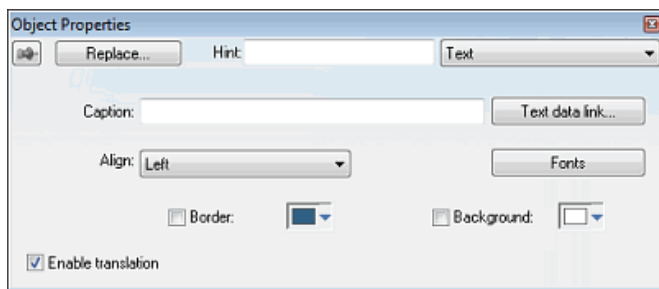 Object Properties
Replace... Hint: Text
Caption: Text data link...
Align: Left Fonts
Border: Background:
Enable translation